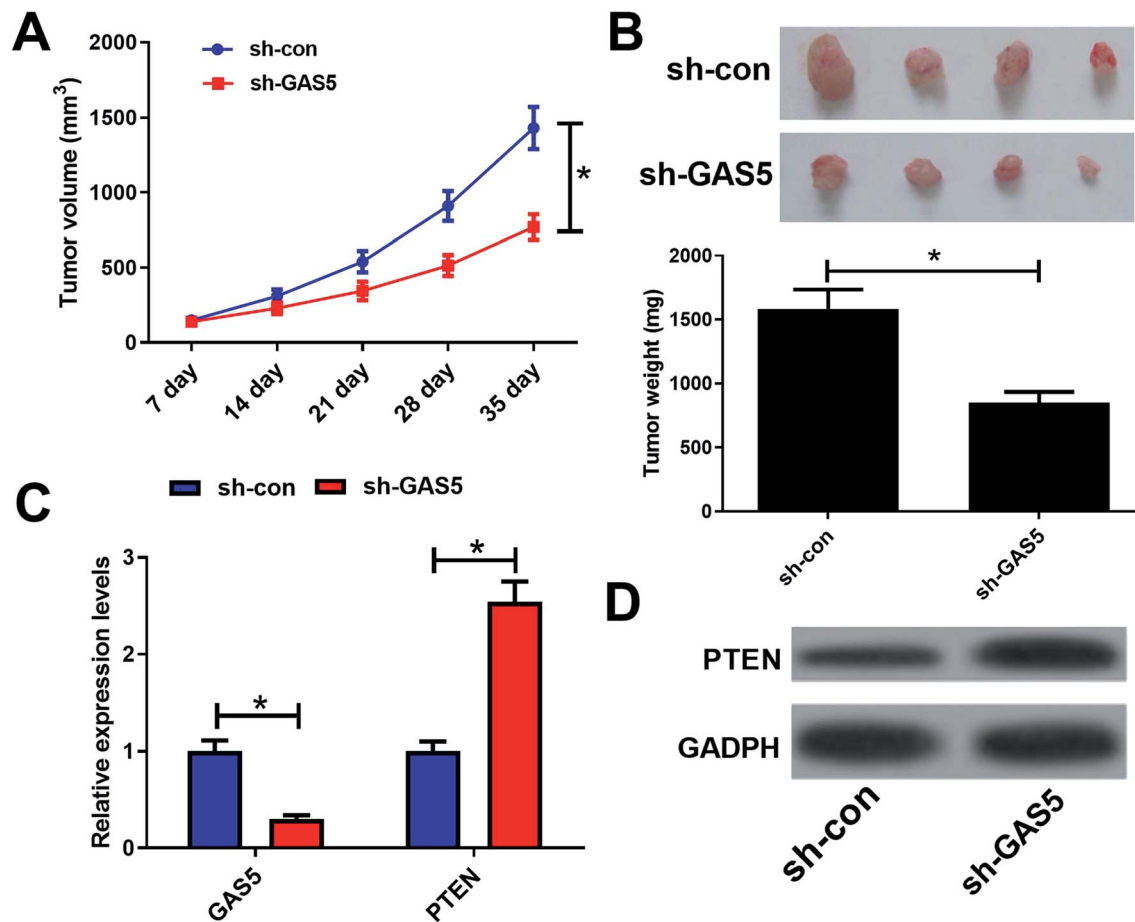 A
Tumor volume (mm³)
2000
1500
1000
500
0
sh-con
sh-GAS5
*
7 day
14 day
21 day
28 day
35 day
B
sh-con
sh-GAS5
Tumor weight (mg)
2000
1500
1000
500
0
*
sh-con
sh-GAS5
C
sh-con
sh-GAS5
Relative expression levels
3
2
1
0
*
*
GAS5
PTEN
D
PTEN
GADPH
sh-con
sh-GAS5